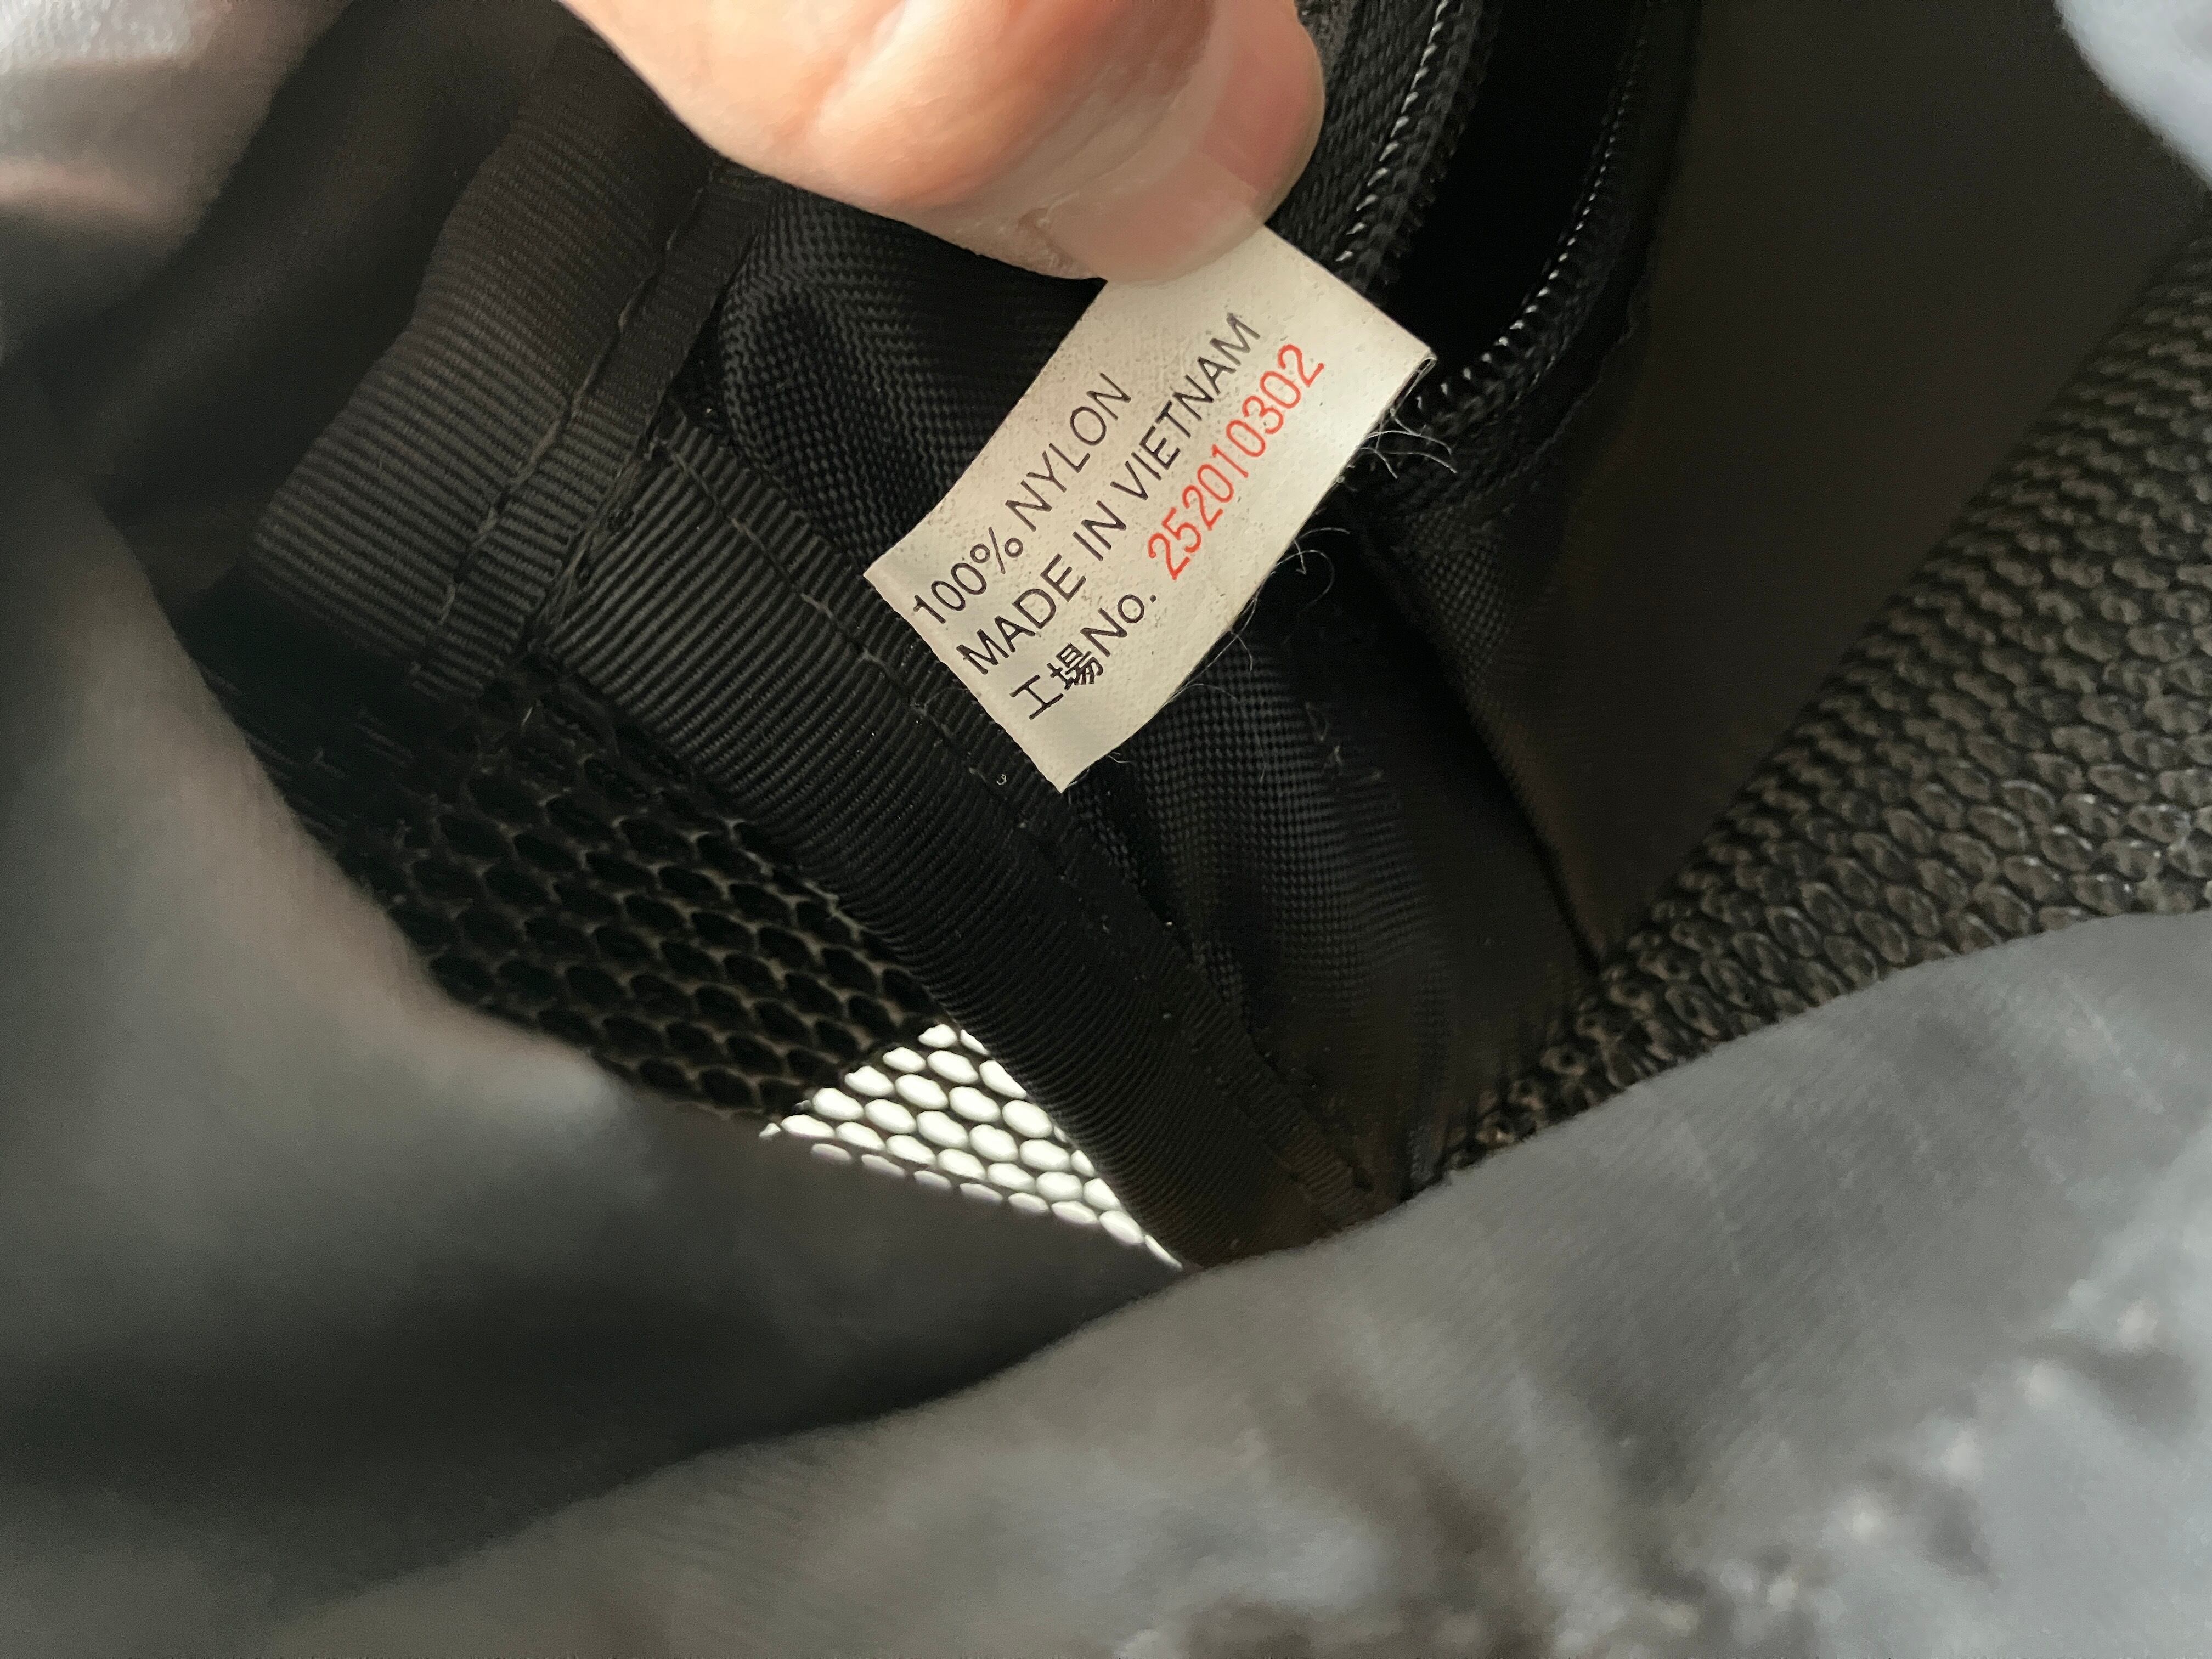 100% NYLON
MADE IN VIETNAM
工場No. 252010302